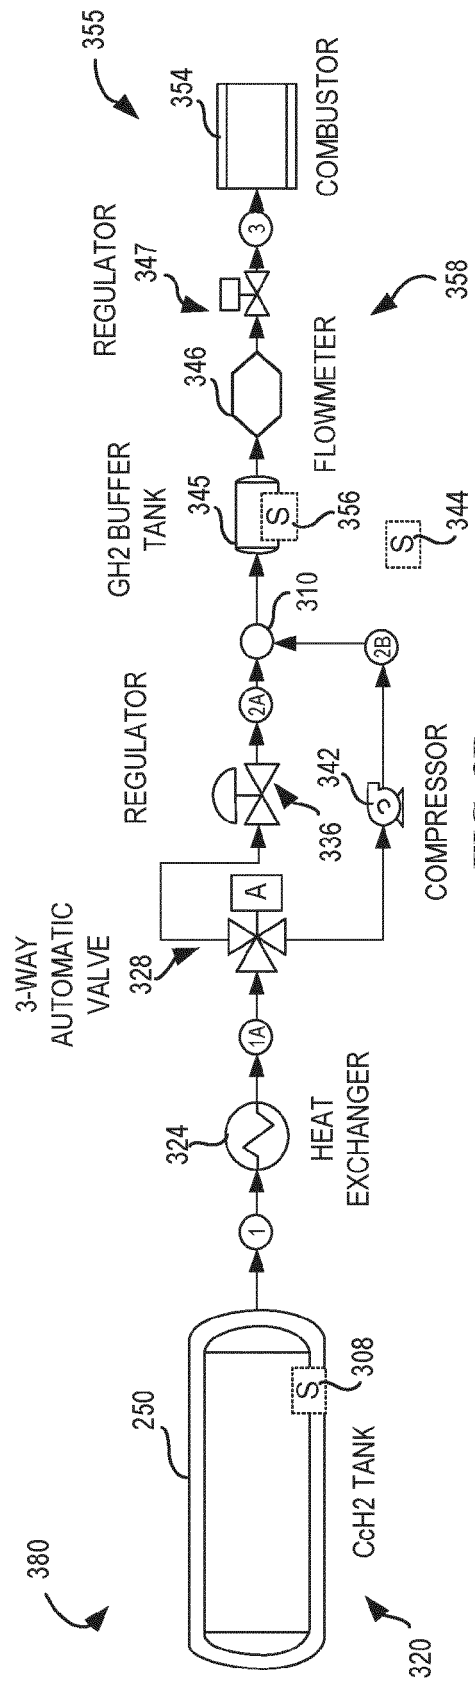 380
355
250
CcH2 TANK
308
320
1
324
HEAT
EXCHANGER
1A
3-WAY
AUTOMATIC
VALVE
328
A
REGULATOR
336
2A
COMPRESSOR
342
2B
310
GH2 BUFFER
TANK
345
S
356
S
344
FLOWMETER
346
REGULATOR
347
358
3
354
COMBUSTOR
S